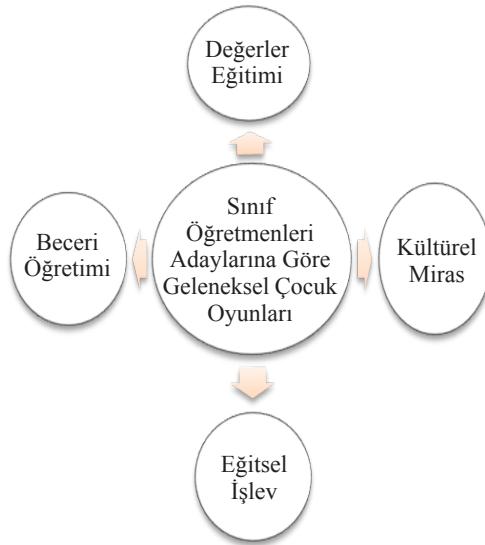 Değerler
Eğitimi
Beceri
Öğretimi
Sınıf
Öğretmenleri
Adaylarına Göre
Geleneksel Çocuk
Oyunları
Kültürel
Miras
Eğitsel
İşlev